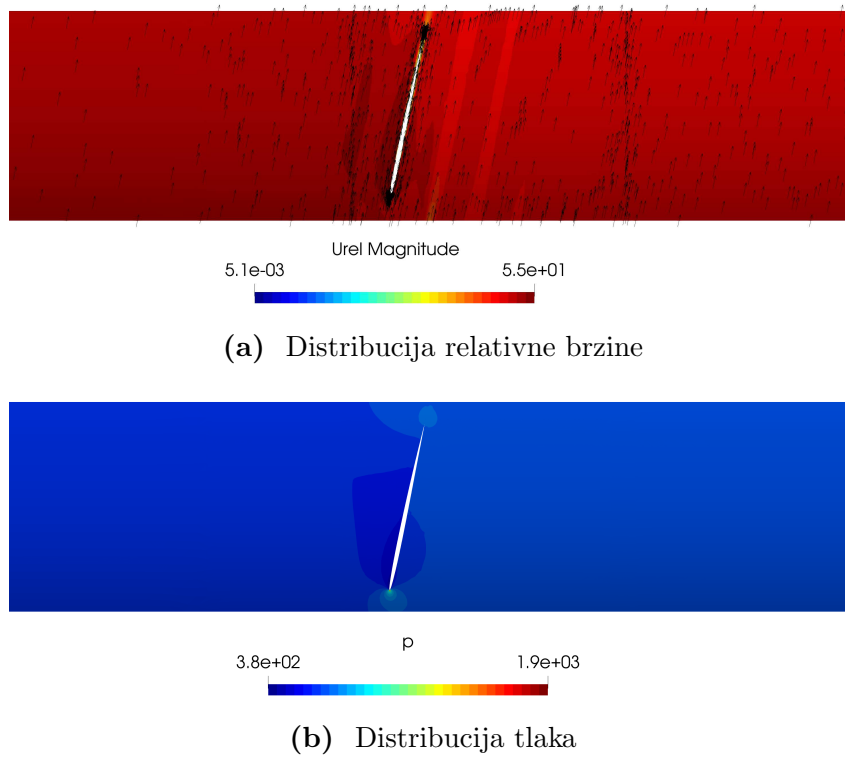 Urel Magnitude
5.1e-03 5.5e+01
(a) Distribucija relativne brzine
p
3.8e+02 1.9e+03
(b) Distribucija tlaka